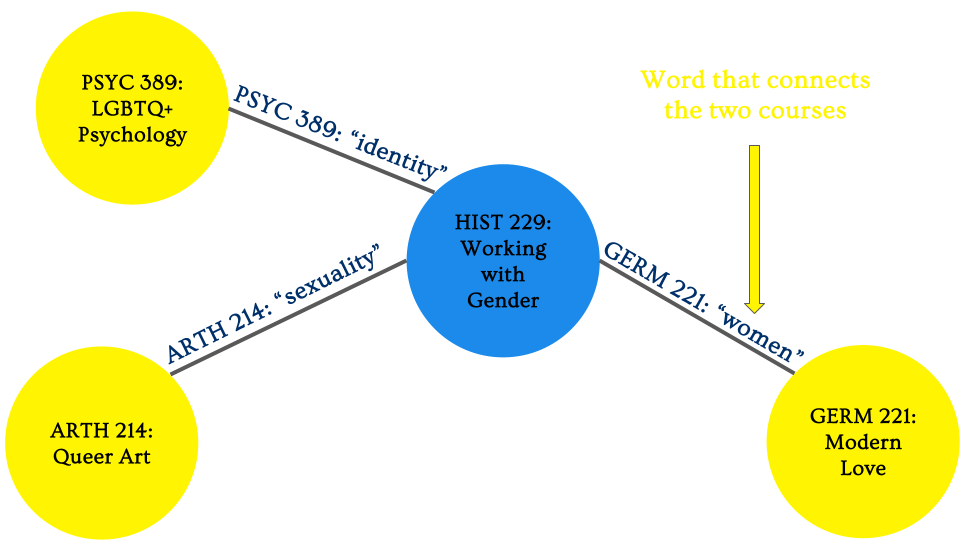 PSYC 389:
LGBTQ+
Psychology
PSYC 389: “identity”
Word that connects
the two courses
HIST 229:
Working
with
Gender
ARTH 214: “sexuality”
GERM 221: “women”
ARTH 214:
Queer Art
GERM 221:
Modern
Love